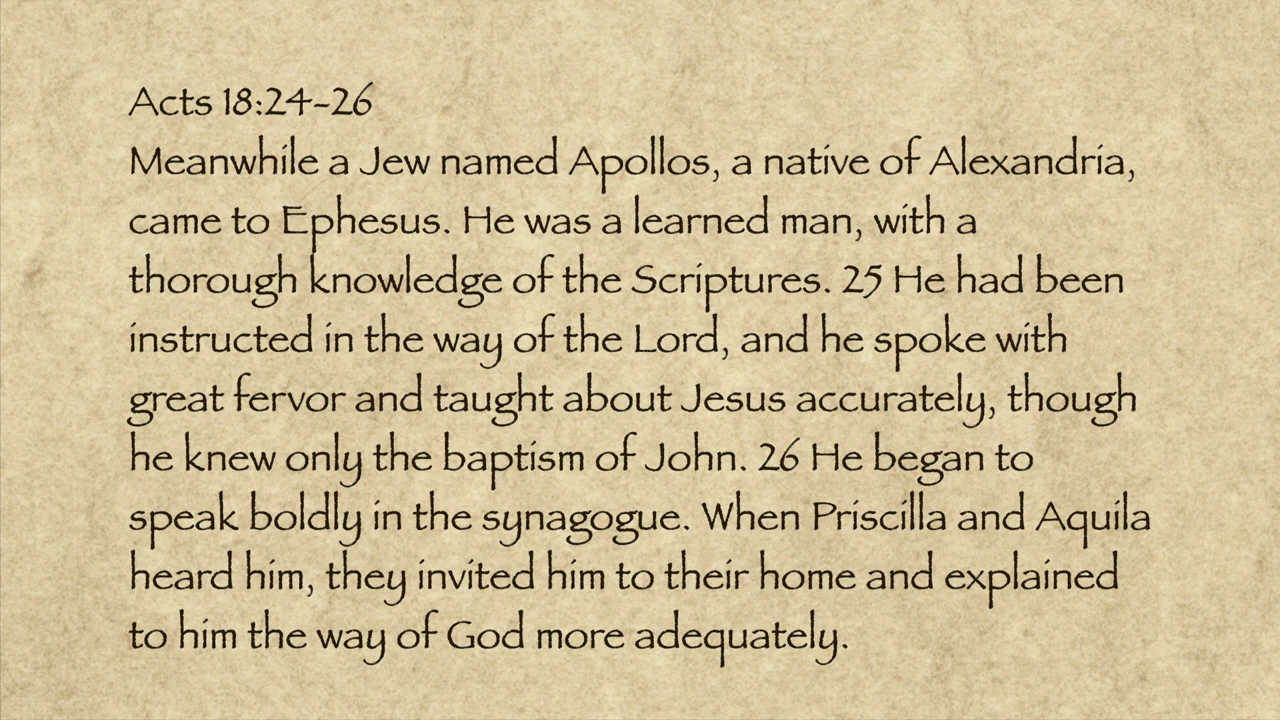 Acts 18:24-26
Meanwhile a Jew named Apollos, a native of Alexandria,
came to Ephesus. He was a learned man, with a
thorough knowledge of the Scriptures. 25 He had been
instructed in the way of the Lord, and he spoke with
great fervor and taught about Jesus accurately, though
he knew only the baptism of John. 26 He began to
speak boldly in the synagogue. When Priscilla and Aquila
heard him, they invited him to their home and explained
to him the way of God more adequately.